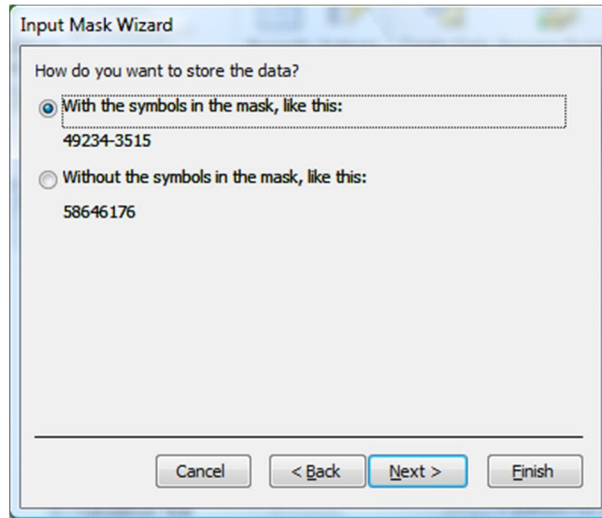 Input Mask Wizard
How do you want to store the data?
With the symbols in the mask, like this:
49234-3515
Without the symbols in the mask, like this:
58646176
Cancel
< Back
Next >
Finish